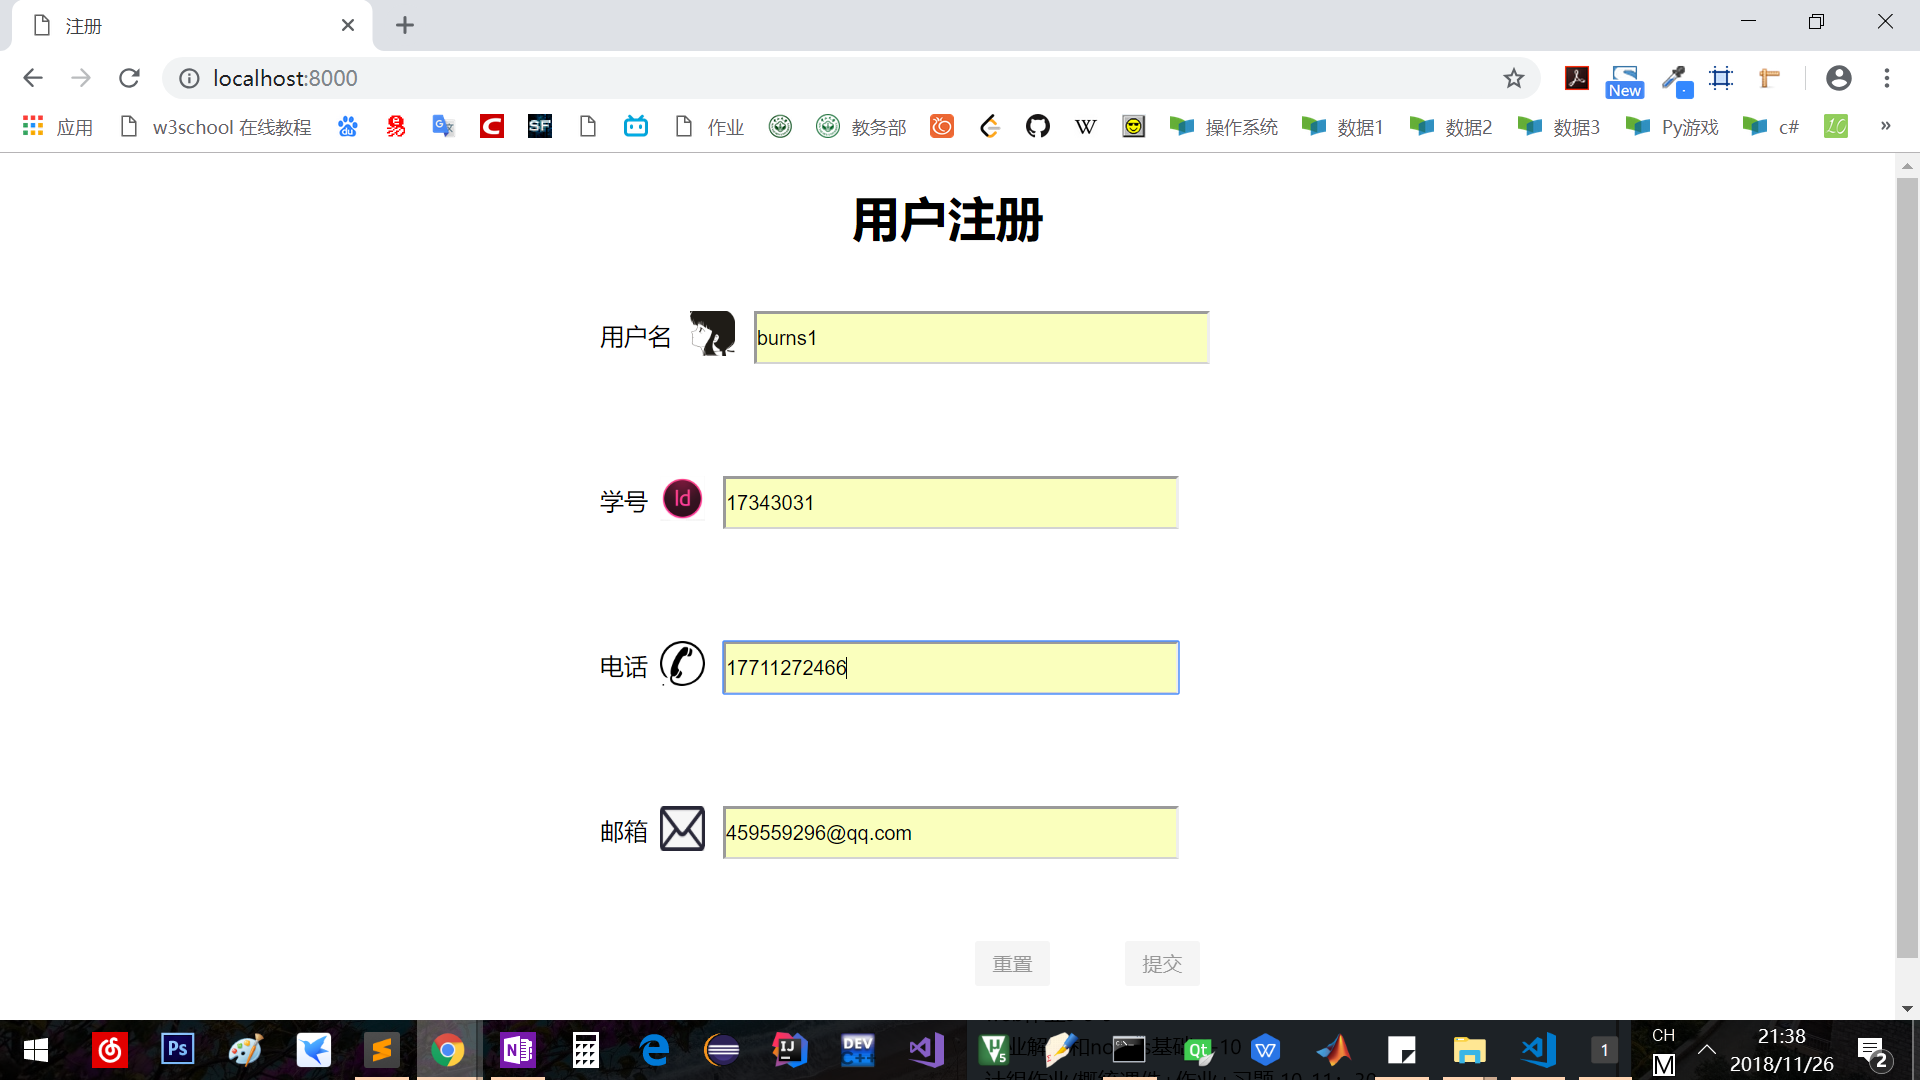 注册
localhost:8000
New
应用
w3school 在线教程
作业
教务部
操作系统
数据1
数据2
数据3
Py游戏
c#
»
用户注册
用户名
burns1
学号
Id
17343031
电话
17711272466
邮箱
459559296@qq.com
重置
提交
CH
21:38
2018/11/26
2